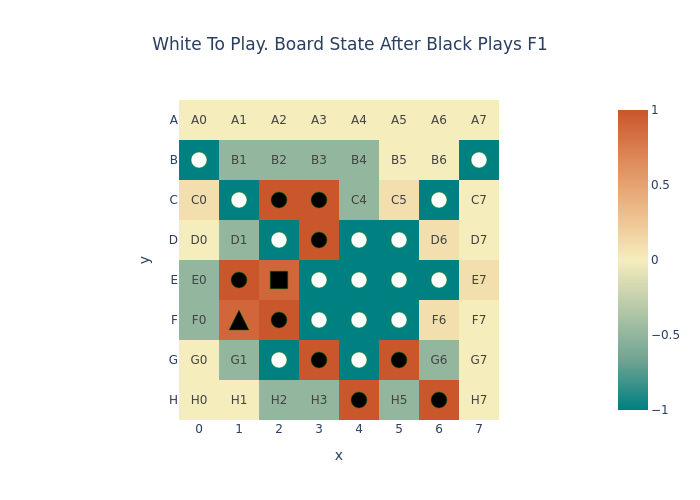 White To Play. Board State After Black Plays F1
A A0 A1 A2 A3 A4 A5 A6 A7 1
B B1 B2 B3 B4 B5 B6
C C0 C4 C5 C7 0.5
D D0 D1 D6 D7 0
y E E0 E7
F F0 F6 F7 −0.5
G G0 G1 G6 G7
H H0 H1 H2 H3 H5 H7 −1
0 1 2 3 4 5 6 7
x